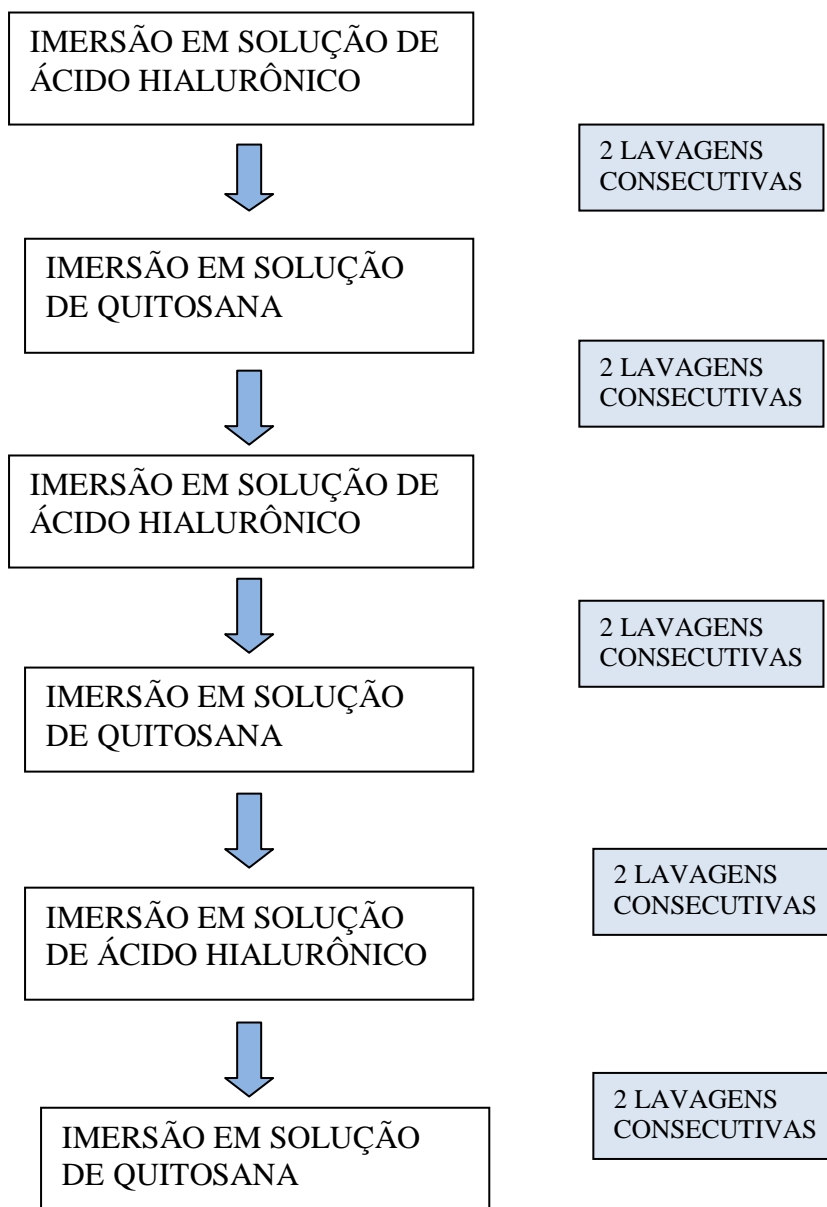 IMERSÃO EM SOLUÇÃO DE
ÁCIDO HIALURÔNICO
2 LAVAGENS
CONSECUTIVAS
IMERSÃO EM SOLUÇÃO
DE QUITOSANA
2 LAVAGENS
CONSECUTIVAS
IMERSÃO EM SOLUÇÃO DE
ÁCIDO HIALURÔNICO
2 LAVAGENS
CONSECUTIVAS
IMERSÃO EM SOLUÇÃO
DE QUITOSANA
2 LAVAGENS
CONSECUTIVAS
IMERSÃO EM SOLUÇÃO
DE ÁCIDO HIALURÔNICO
2 LAVAGENS
CONSECUTIVAS
IMERSÃO EM SOLUÇÃO
DE QUITOSANA